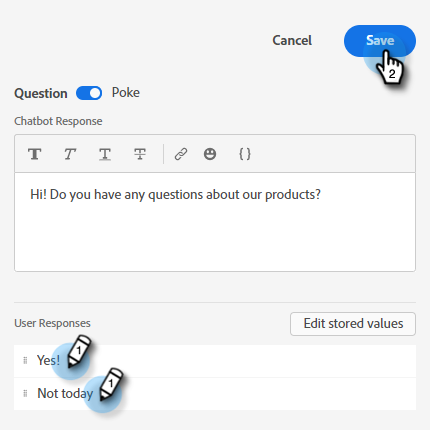 Cancel Save
2
Question Poke
Chatbot Response
T T T T { }
Hi! Do you have any questions about our products?
User Responses Edit stored values
Yes! 1
Not today 1